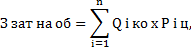 З зат на об = ∑ n i=1 Q i ко x P i ц,